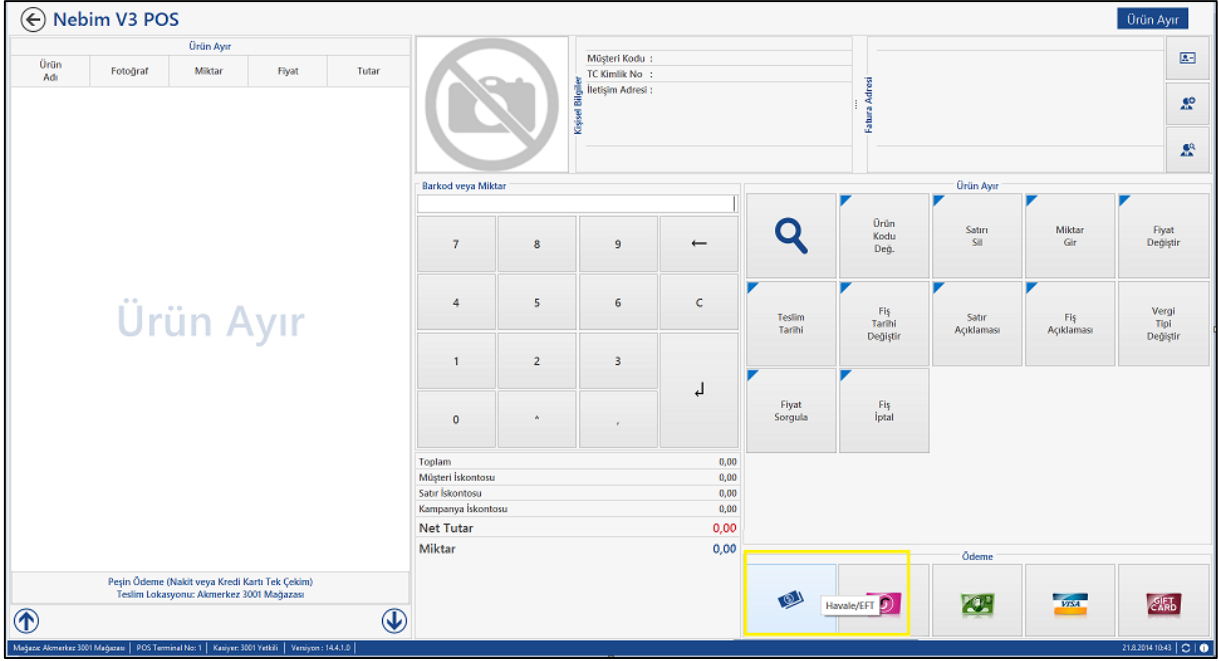 Nebim V3 POS
Ürün Ayır
Ürün Ayır
Ürün
Adı
Fotoğraf
Miktar
Fiyat
Tutar
Ürün Ayır
Peşin Ödeme (Nakit veya Kredi Kartı Tek Çekim)
Teslim Lokasyonu: Akmerkez 3001 Mağazası
Kişisel Bilgiler
Müşteri Kodu :
TC Kimlik No :
İletişim Adresi :
Fatura Adresi
Barkod veya Miktar
7
8
9
←
4
5
6
C
1
2
3
0
^
,
Toplam 0,00
Müşteri İskontosu 0,00
Satır İskontosu 0,00
Kampanya İskontosu 0,00
Net Tutar 0,00
Miktar 0,00
Ürün Ayır
Ürün
Kodu
Değ.
Satırı
Sil
Miktar
Gir
Fiyat
Değiştir
Teslim
Tarihi
Fiş
Tarihi
Değiştir
Satır
Açıklaması
Fiş
Açıklaması
Vergi
Tipi
Değiştir
Fiyat
Sorgula
Fiş
İptal
Ödeme
Havale/EFT
VISA
GIFT
CARD
Mağaza: Akmerkez 3001 Mağazası | POS Terminal No: 1 | Kasiyer: 3001 Yetkili | Versiyon : 14.4.1.0 |
21.8.2014 10:43